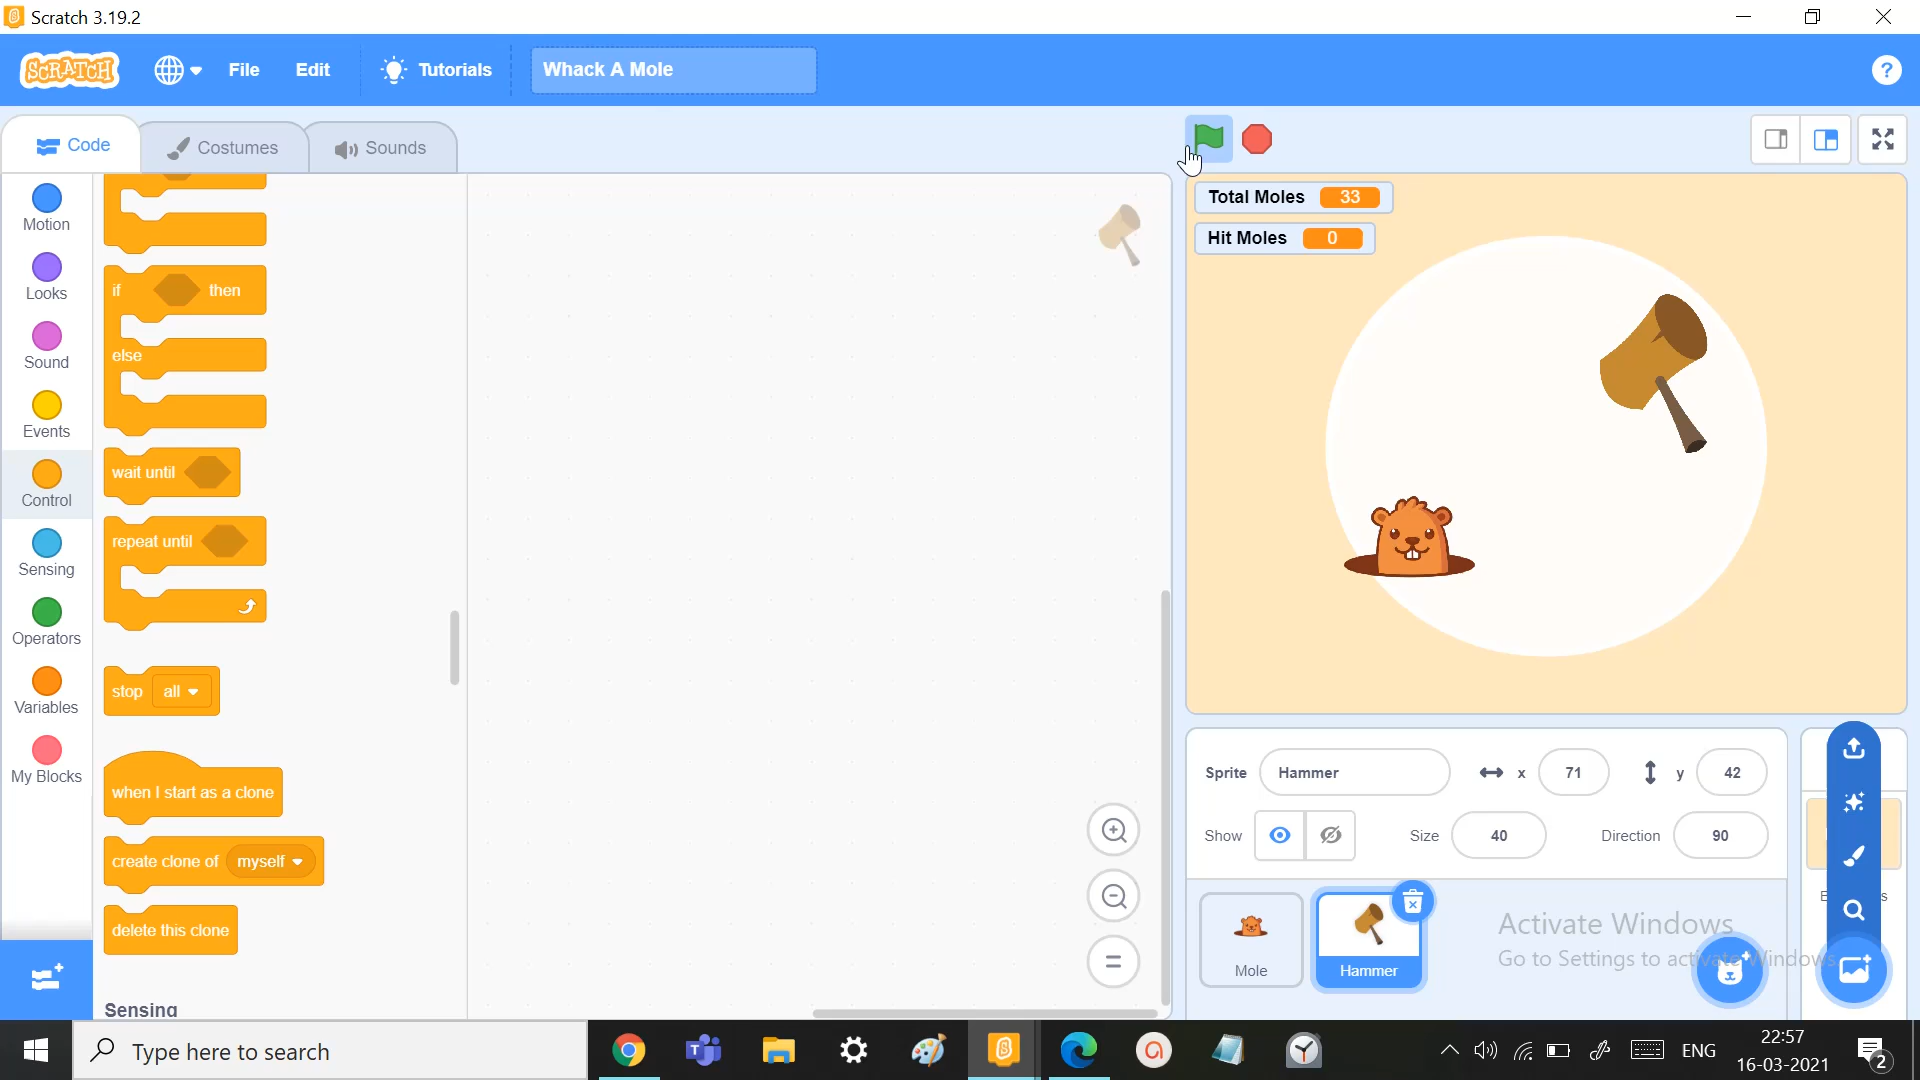 Scratch 3.19.2
SCRATCH
File
Edit
Tutorials
Whack A Mole
?
Code
Costumes
Sounds
Motion
Looks
Sound
Events
Control
Sensing
Operators
Variables
My Blocks
if then
else
wait until
repeat until
stop all
when I start as a clone
create clone of myself
delete this clone
Sensing
Total Moles 33
Hit Moles 0
Sprite Hammer x 71 y 42
Show Size 40 Direction 90
Mole
Hammer
Activate Windows
Go to Settings to activate Windows
Type here to search
ENG
22:57
16-03-2021
2